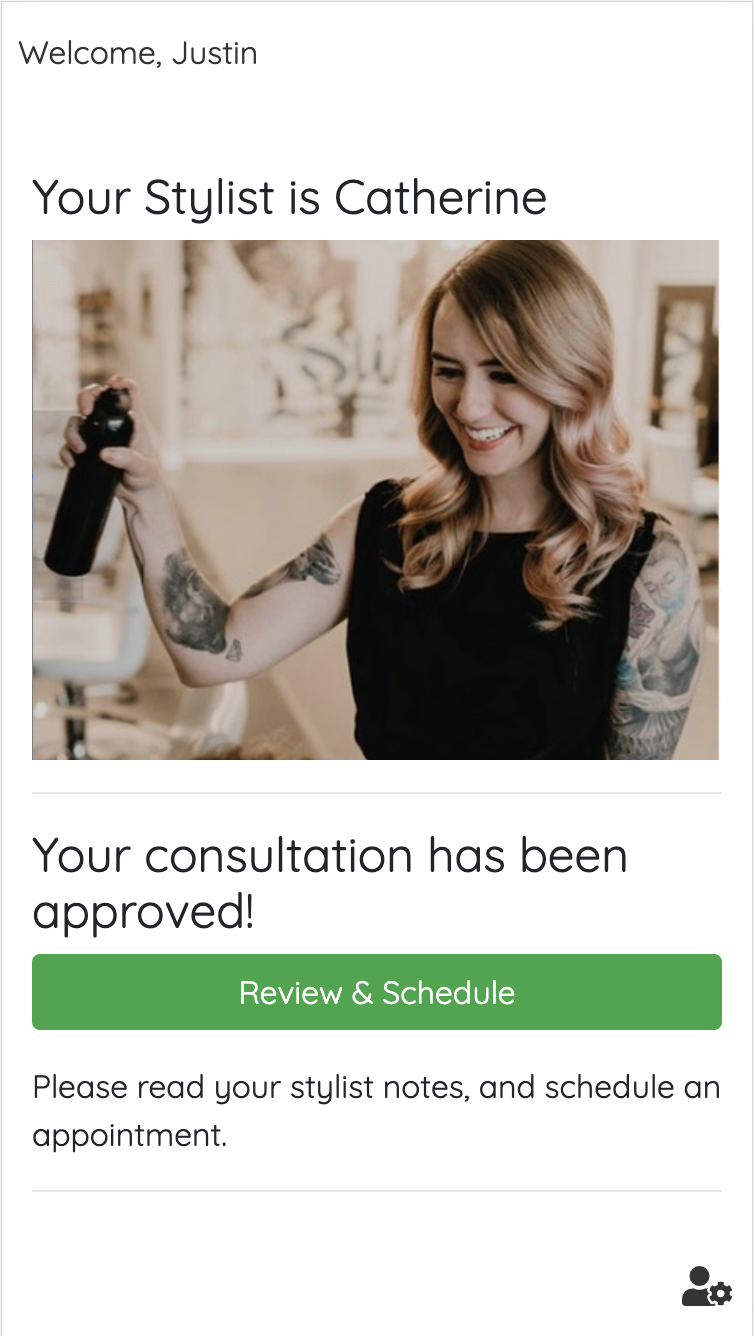 Welcome, Justin
Your Stylist is Catherine
Your consultation has been
approved!
Review & Schedule
Please read your stylist notes, and schedule an
appointment.